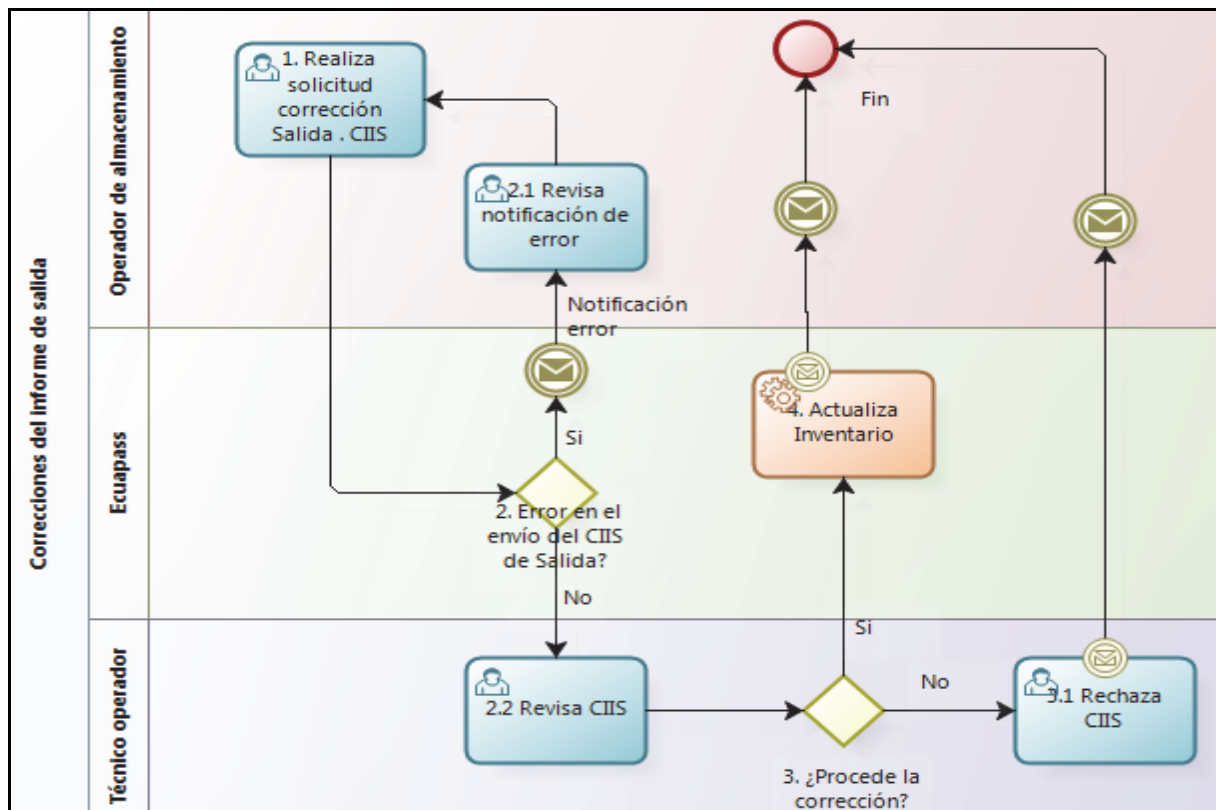 Correcciones del informe de salida
Operador de almacenamiento
1. Realiza
solicitud
corrección
Salida . CIIS
2.1 Revisa
notificación de
error
Notificación
error
Fin
Ecuapass
Si
2. Error en el
envío del CIIS
de Salida?
No
4. Actualiza
Inventario
Técnico operador
2.2 Revisa CIIS
Si
3. ¿Procede la
corrección?
No
3.1 Rechaza
CIIS